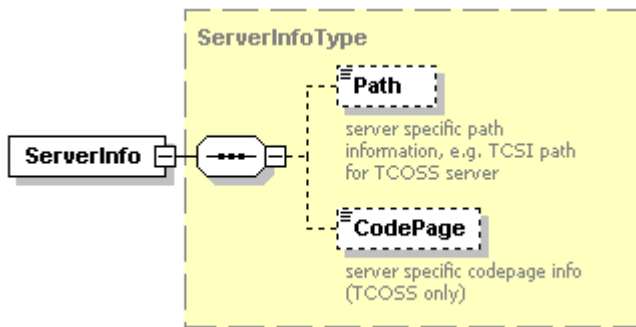 ServerInfoType
Path
server specific path
information, e.g. TCSI path
for TCOSS server
ServerInfo
CodePage
server specific codepage info
(TCOSS only)